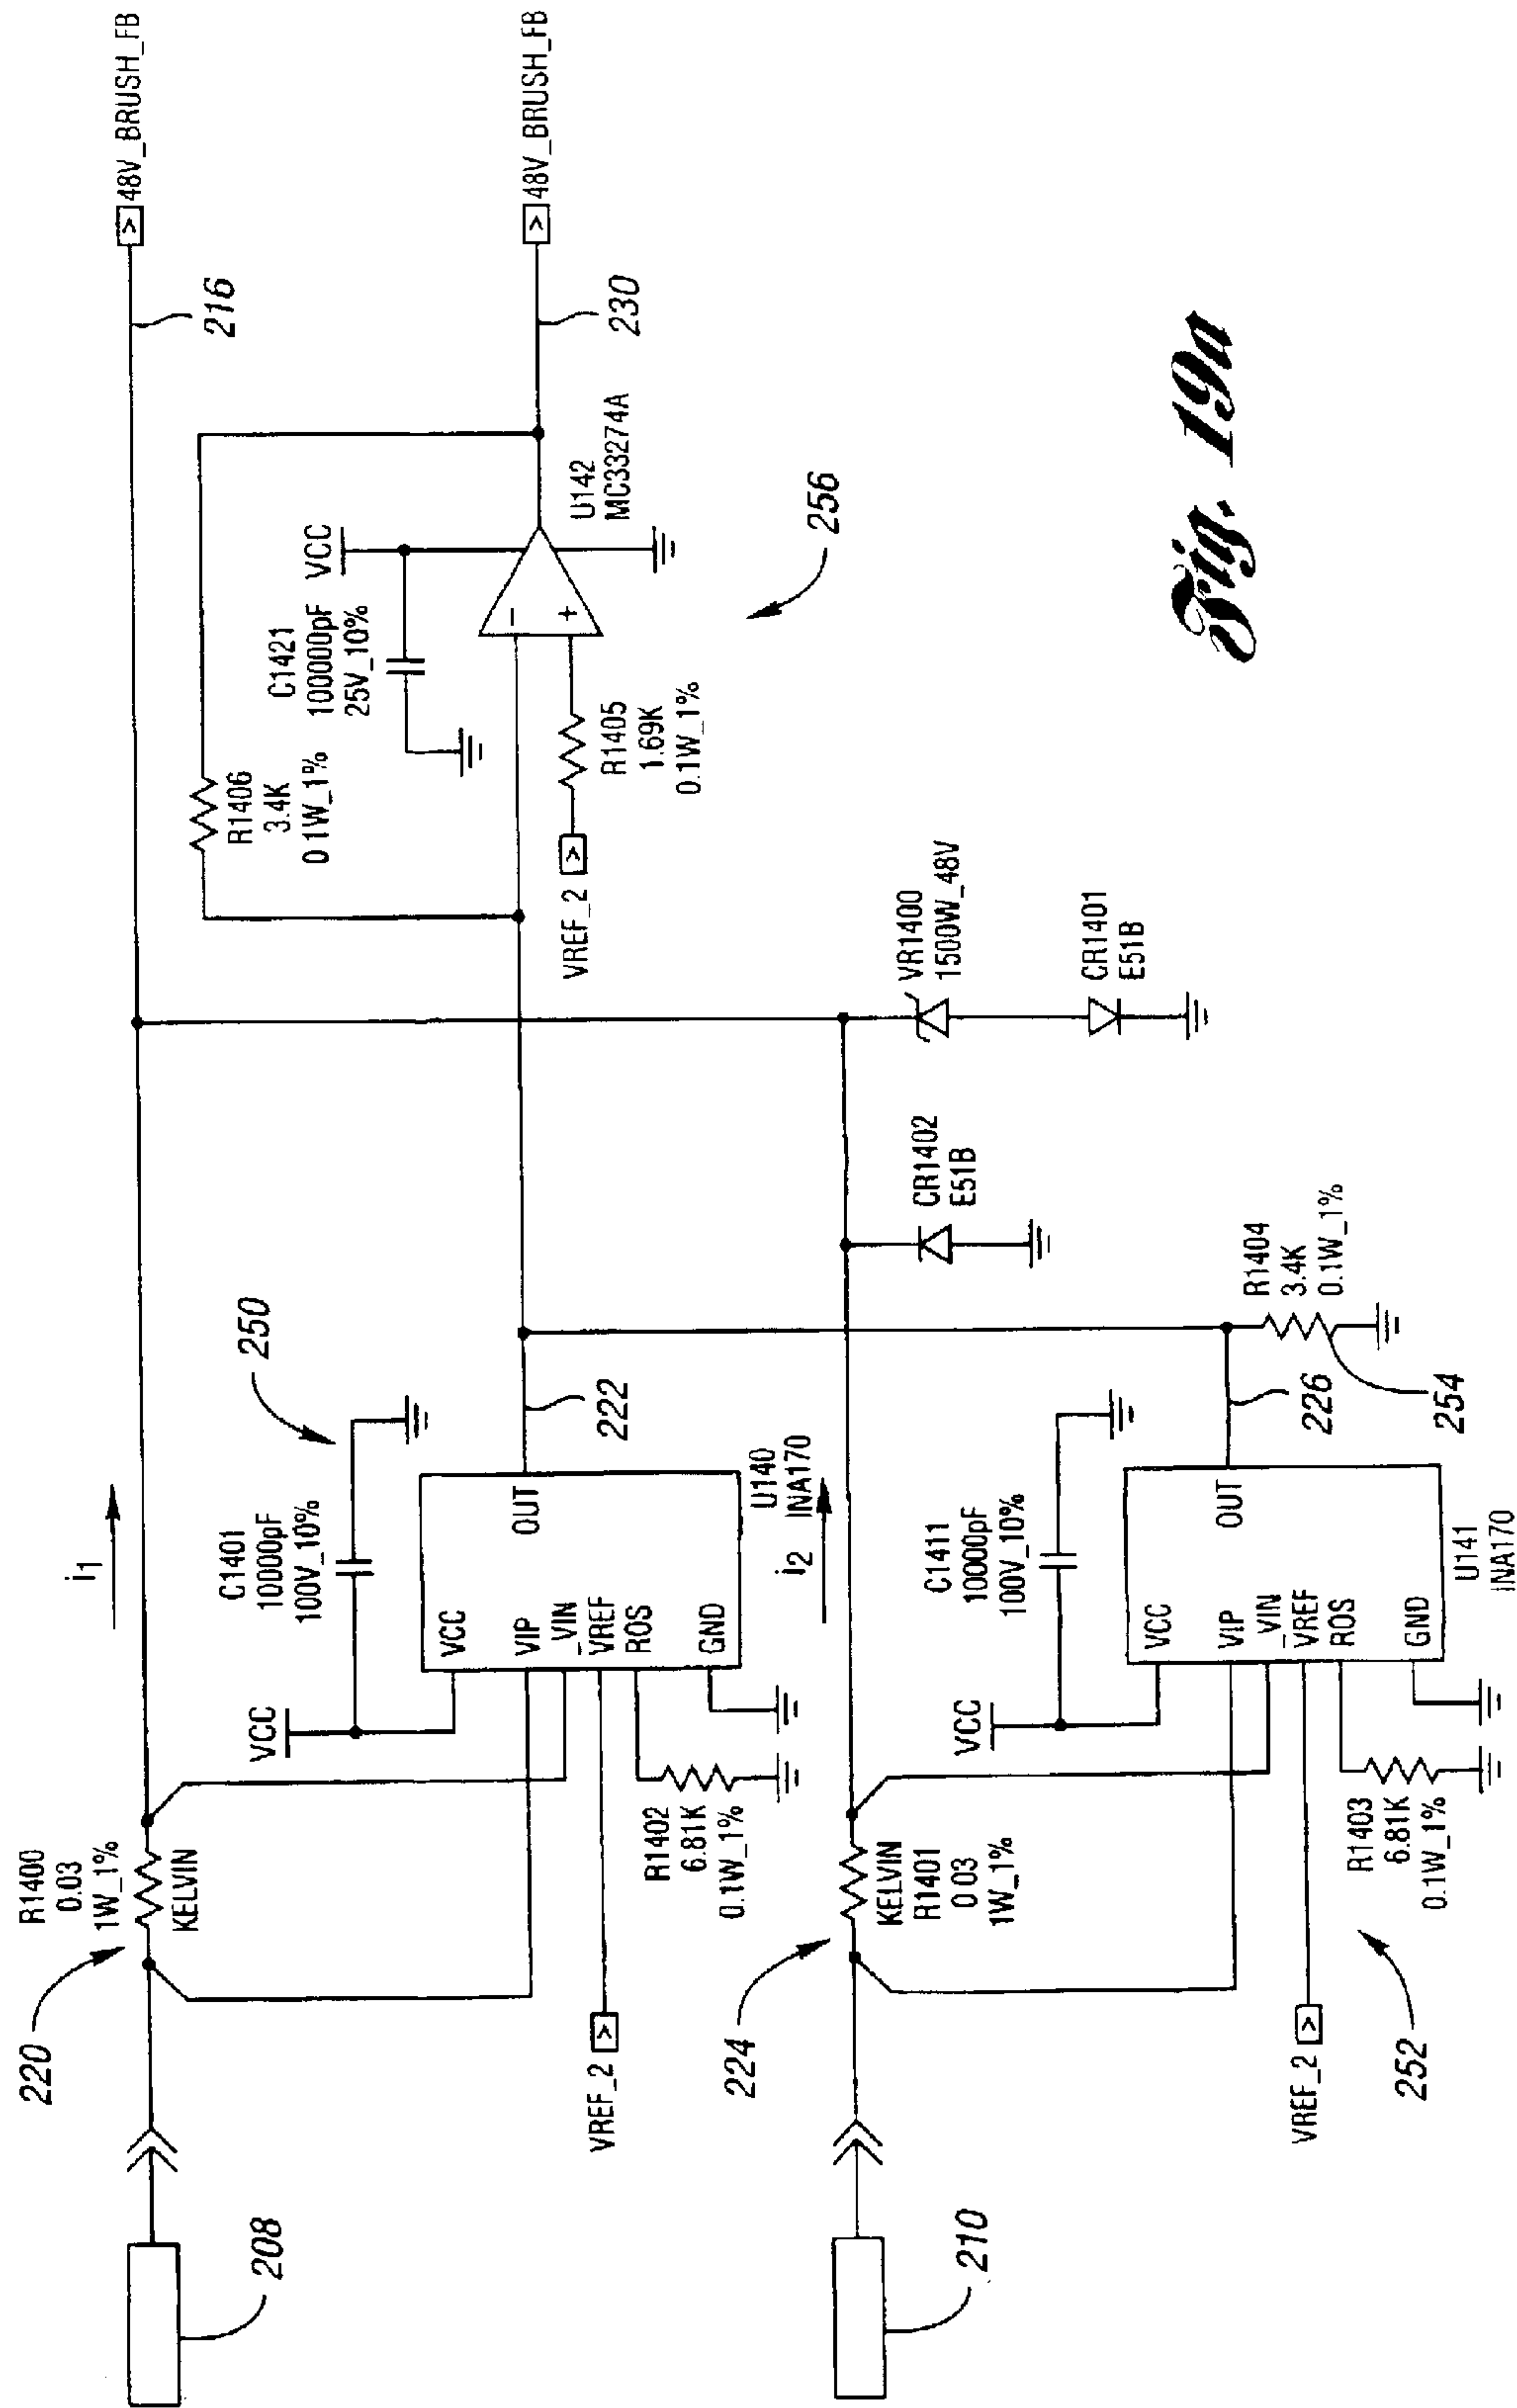 R1400
0.03
1W_1%
KELVIN
220
208
i1
C1401
10000pF
100V_10%
250
VCC
VCC
VIP
_VIN
VREF
ROS
GND
OUT
U140
INA170
222
R1402
6.81K
0.1W_1%
VREF_2
>
216
>
48V_BRUSH_FB
R1406
3.4K
0 1W_1%
C1421
100000pF
25V_10%
VCC
-
+
U142
MC33274A
R1405
1.69K
0.1W_1%
VREF_2
>
230
>
48V_BRUSH_FB
256
224
210
KELVIN
R1401
0 03
1W_1%
i2
C1411
10000pF
100V_10%
VCC
VCC
VIP
_VIN
VREF
ROS
GND
OUT
U141
INA170
226
R1403
6.81K
0.1W_1%
VREF_2
>
252
CR1402
E51B
VR1400
1500W_48V
CR1401
E51B
R1404
3.4K
0.1W_1%
254
Fig. 19a